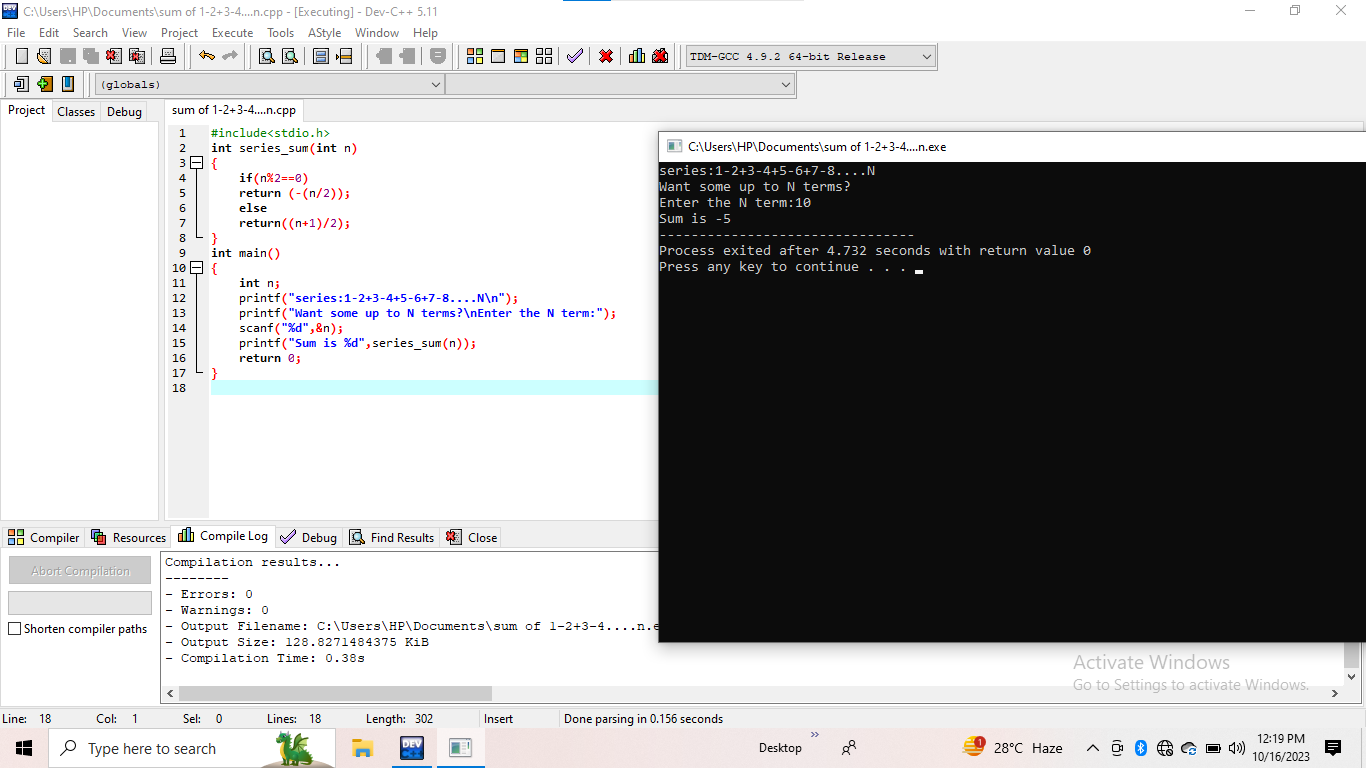 C:\Users\HP\Documents\sum of 1-2+3-4....n.cpp - [Executing] - Dev-C++ 5.11
File Edit Search View Project Execute Tools AStyle Window Help
TDM-GCC 4.9.2 64-bit Release
(globals)
Project Classes Debug
sum of 1-2+3-4....n.cpp
1 #include<stdio.h>
2 int series_sum(int n)
3 {
4 if(n%2==0)
5 return (-(n/2));
6 else
7 return((n+1)/2);
8 }
9 int main()
10 {
11 int n;
12 printf("series:1-2+3-4+5-6+7-8....N\n");
13 printf("Want some up to N terms?\nEnter the N term:");
14 scanf("%d",&n);
15 printf("Sum is %d",series_sum(n));
16 return 0;
17 }
18
C:\Users\HP\Documents\sum of 1-2+3-4....n.exe
series:1-2+3-4+5-6+7-8....N
Want some up to N terms?
Enter the N term:10
Sum is -5
--------------------------------
Process exited after 4.732 seconds with return value 0
Press any key to continue . . .
Compiler Resources Compile Log Debug Find Results Close
Abort Compilation
Shorten compiler paths
Compilation results...
--------
- Errors: 0
- Warnings: 0
- Output Filename: C:\Users\HP\Documents\sum of 1-2+3-4....n.e
- Output Size: 128.8271484375 KiB
- Compilation Time: 0.38s
Activate Windows
Go to Settings to activate Windows.
Line: 18 Col: 1 Sel: 0 Lines: 18 Length: 302 Insert Done parsing in 0.156 seconds
Type here to search
DEV
Desktop
1
28°C Haze
12:19 PM
10/16/2023